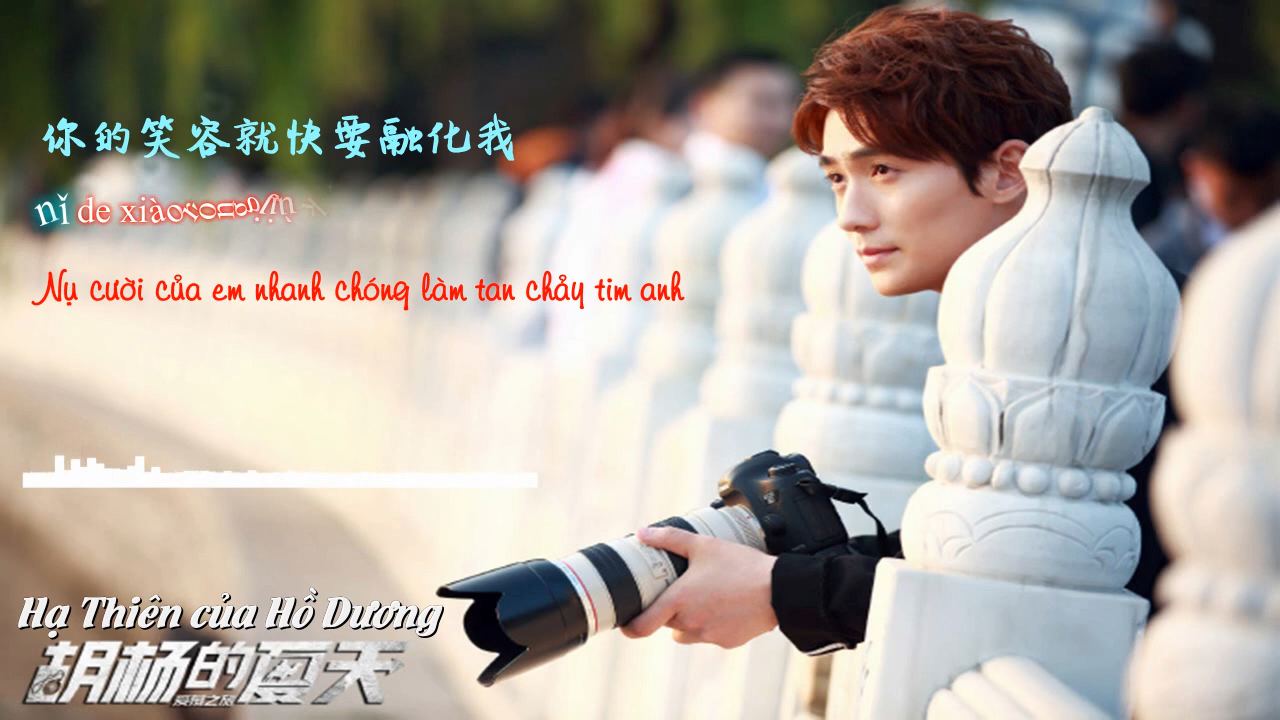 你的笑容就快要融化我
nǐ de xiào
Nụ cười của em nhanh chóng làm tan chảy tim anh
Hạ Thiên của Hồ Dương
胡杨的夏天